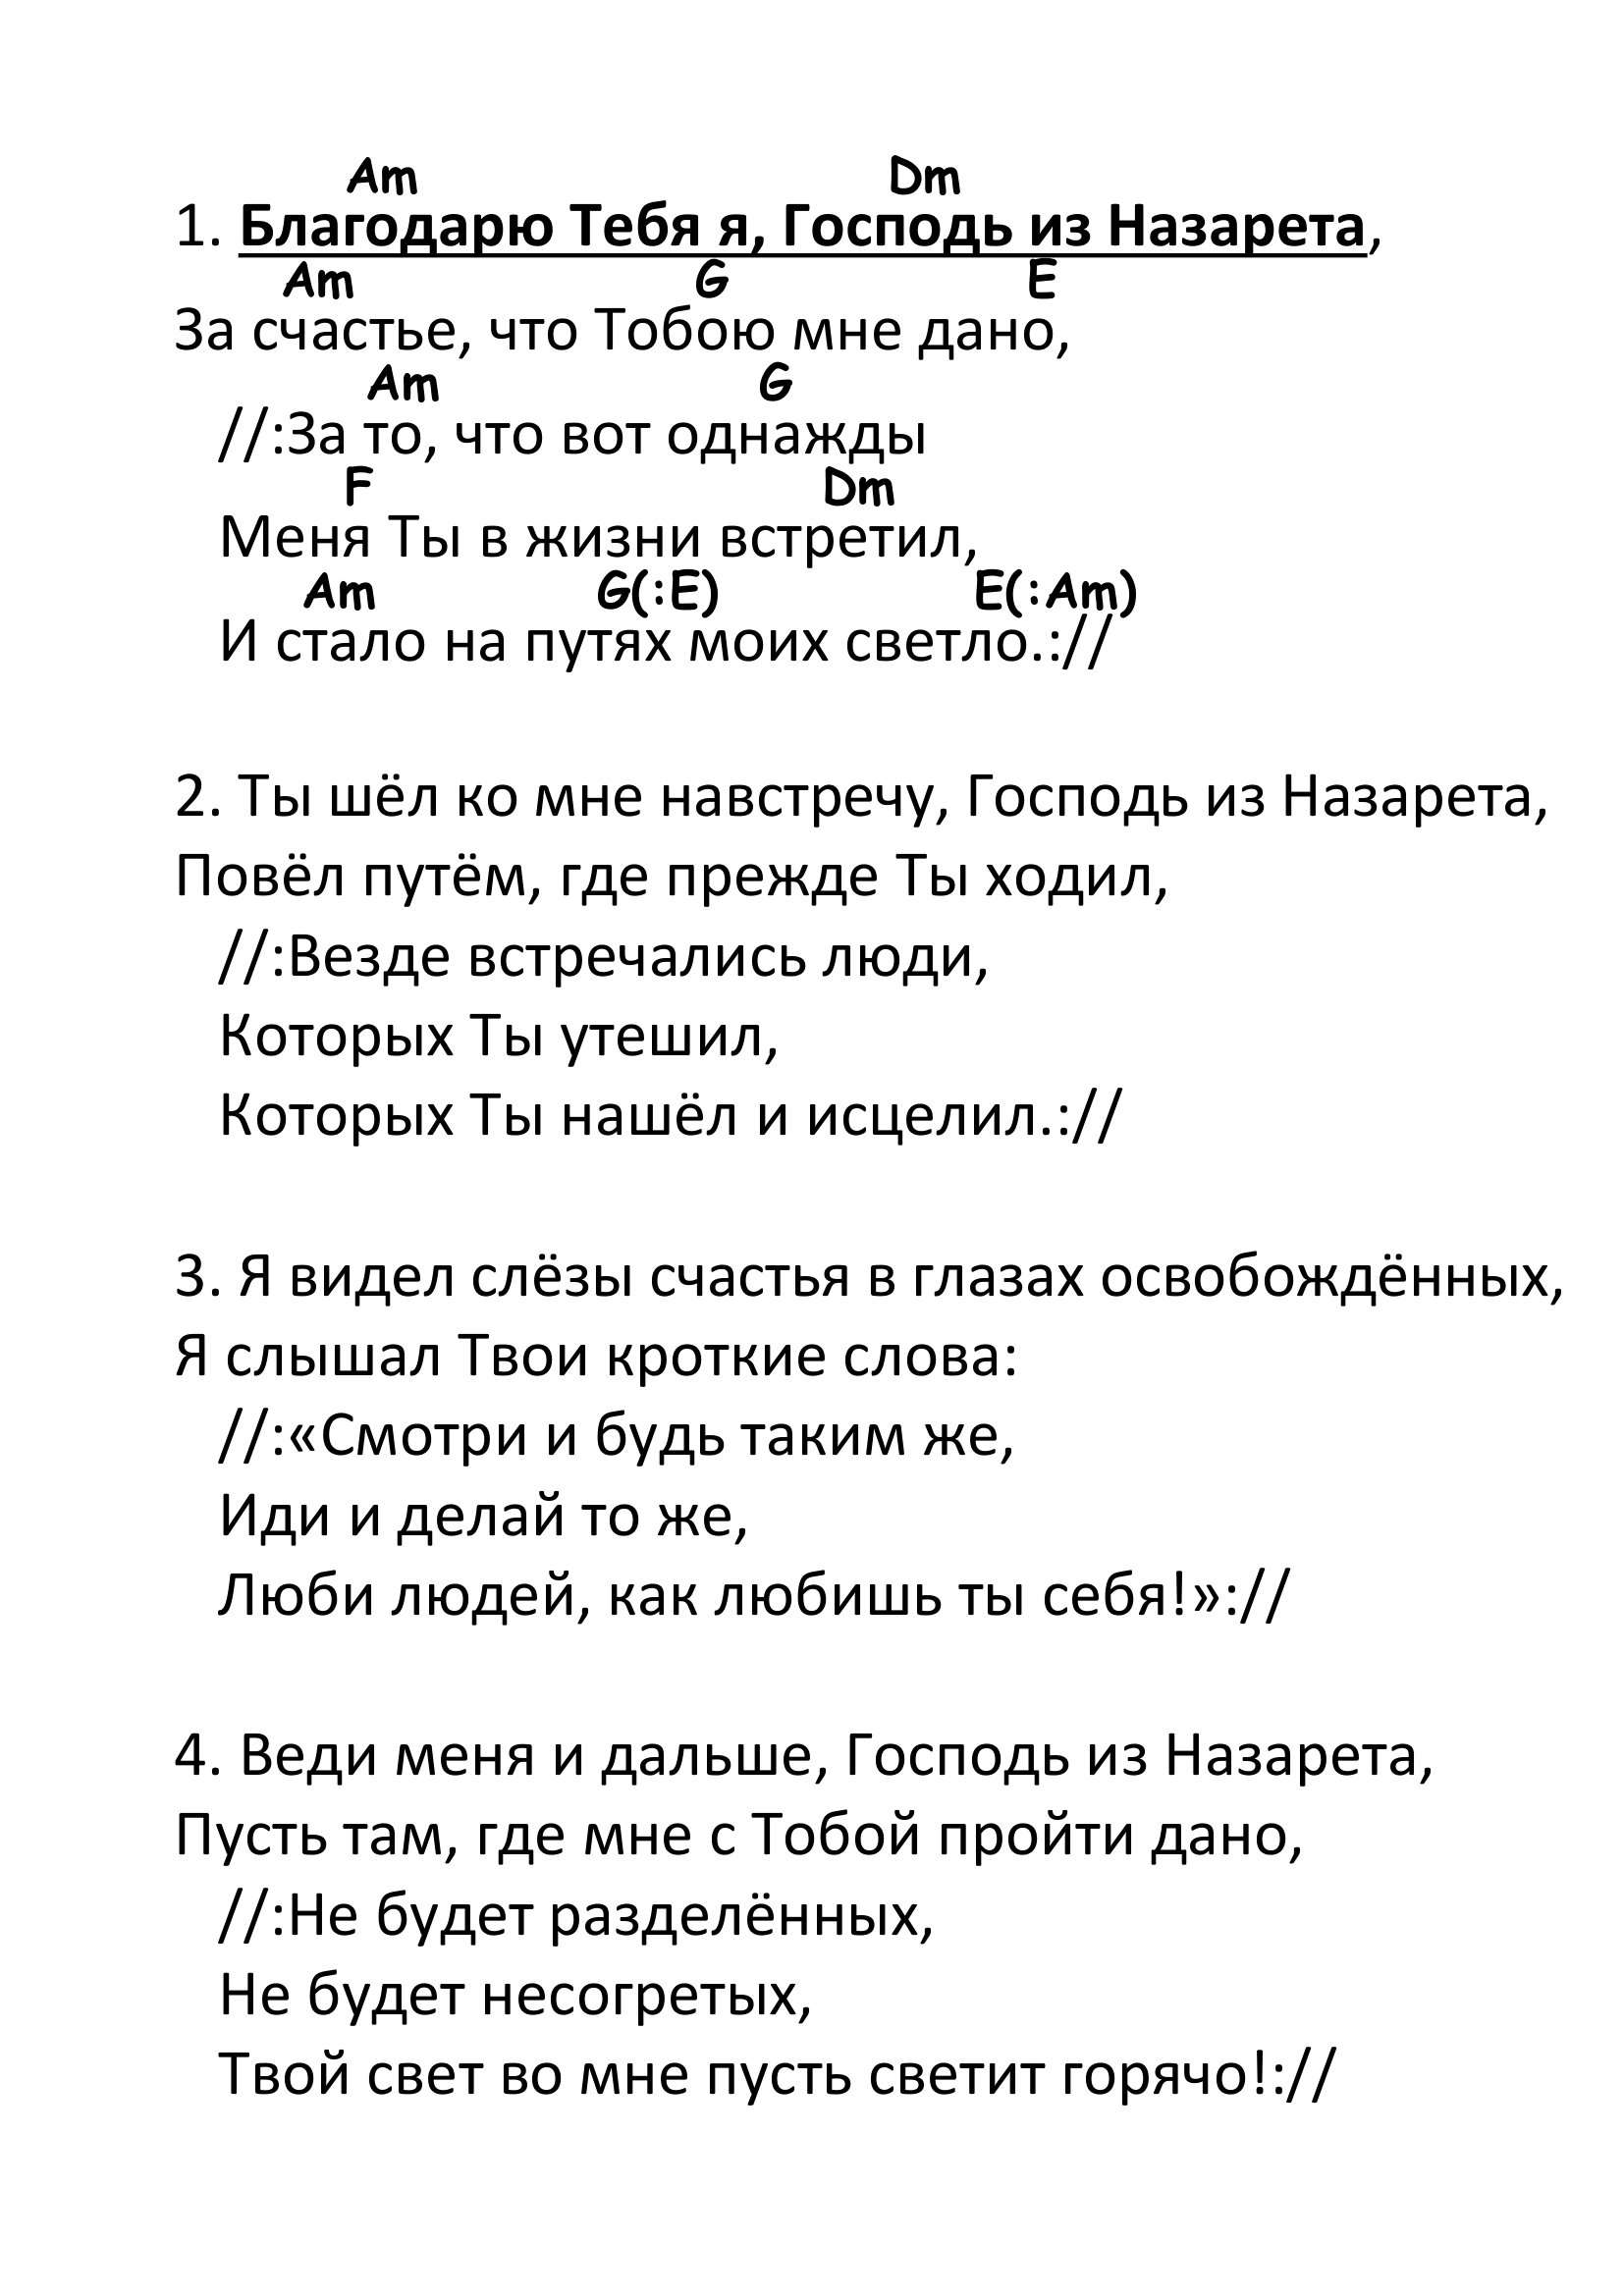 Am Dm
1. Благодарю Тебя я, Господь из Назарета,
Am G E
За счастье, что Тобою мне дано,
Am G
//:За то, что вот однажды
F Dm
Меня Ты в жизни встретил,
Am G(:E) E(:Am)
И стало на путях моих светло.://
2. Ты шёл ко мне навстречу, Господь из Назарета,
Повёл путём, где прежде Ты ходил,
//:Везде встречались люди,
Которых Ты утешил,
Которых Ты нашёл и исцелил.://
3. Я видел слёзы счастья в глазах освобождённых,
Я слышал Твои кроткие слова:
//:«Смотри и будь таким же,
Иди и делай то же,
Люби людей, как любишь ты себя!»://
4. Веди меня и дальше, Господь из Назарета,
Пусть там, где мне с Тобой пройти дано,
//:Не будет разделённых,
Не будет несогретых,
Твой свет во мне пусть светит горячо!://